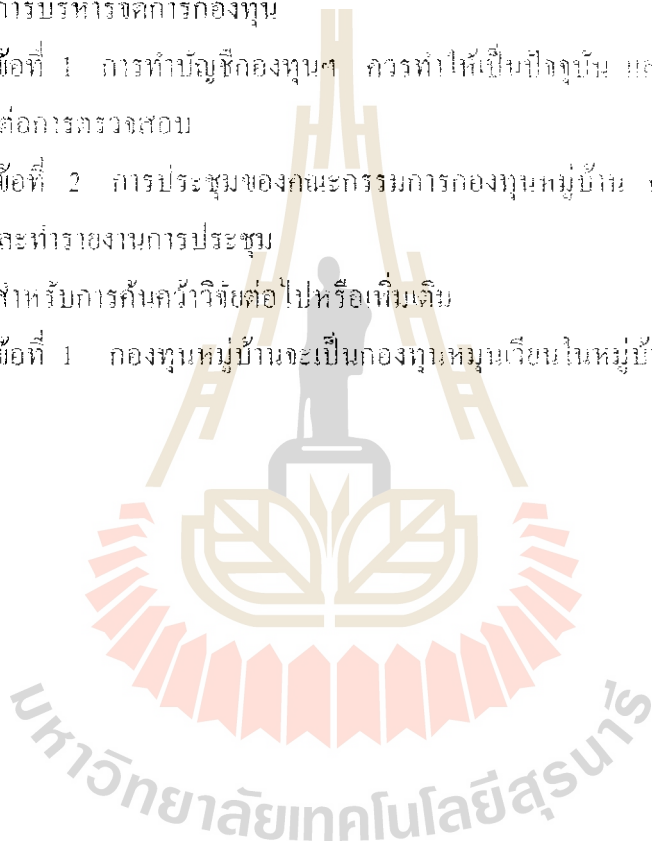 การบริหารจัดการกองทุน
ข้อที่ 1 การทำบัญชีกองทุนฯ ควรทำให้เป็นปัจจุบัน
ต่อการตรวจสอบ
ข้อที่ 2 การประชุมของคณะกรรมการกองทุนหมู่บ้าน
และทำรายงานการประชุม
สำหรับการค้นคว้าวิจัยต่อไปหรือเพิ่มเติม
ข้อที่ 1 กองทุนหมู่บ้านจะเป็นกองทุนหมุนเวียนในหมู่บ้
มหาวิทยาลัยเทคโนโลยีสุรนารี